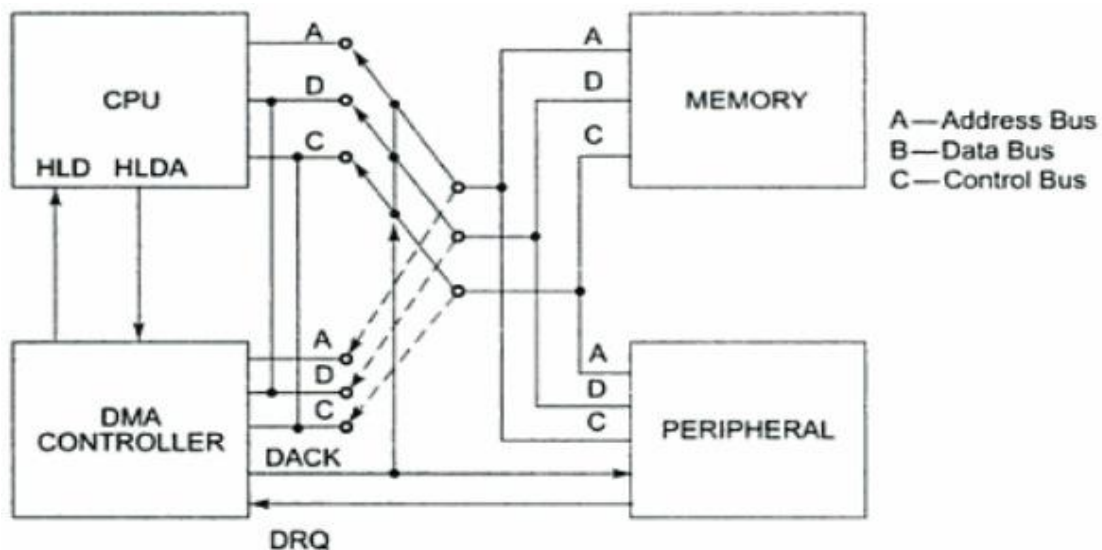 A
D
C
CPU
HLD HLDA
A
D
C
MEMORY
A—Address Bus
B—Data Bus
C—Control Bus
A
D
C
DMA
CONTROLLER
DACK
DRQ
A
D
C
PERIPHERAL